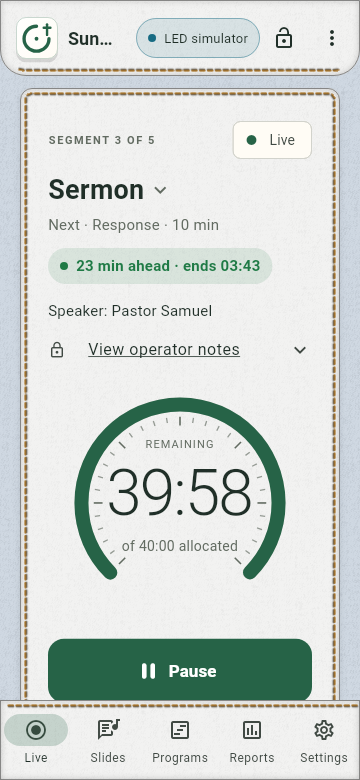 Sun…
LED simulator
SEGMENT 3 OF 5
Live
Sermon
Next · Response · 10 min
23 min ahead · ends 03:43
Speaker: Pastor Samuel
View operator notes
REMAINING
39:58
of 40:00 allocated
Pause
Live
Slides
Programs
Reports
Settings